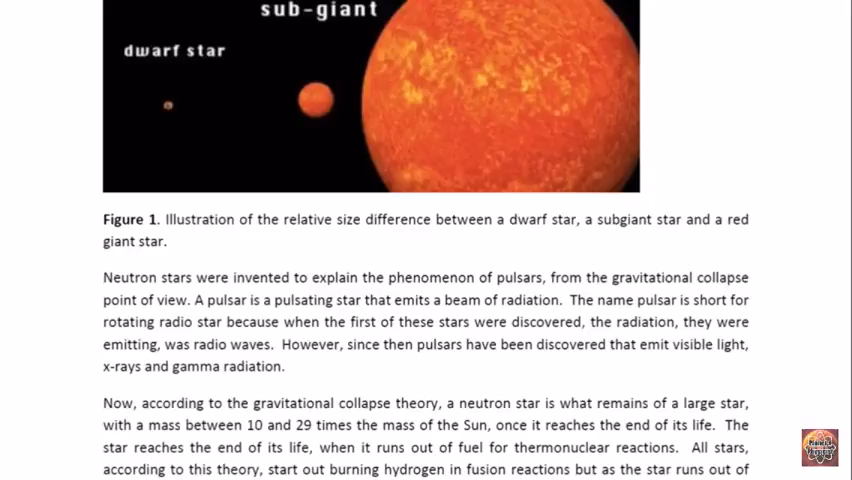 sub-giant
dwarf star
Figure 1. Illustration of the relative size difference between a dwarf star, a subgiant star and a red
giant star.
Neutron stars were invented to explain the phenomenon of pulsars, from the gravitational collapse
point of view. A pulsar is a pulsating star that emits a beam of radiation. The name pulsar is short for
rotating radio star because when the first of these stars were discovered, the radiation, they were
emitting, was radio waves. However, since then pulsars have been discovered that emit visible light,
x-rays and gamma radiation.
Now, according to the gravitational collapse theory, a neutron star is what remains of a large star,
with a mass between 10 and 29 times the mass of the Sun, once it reaches the end of its life. The
star reaches the end of its life, when it runs out of fuel for thermonuclear reactions. All stars,
according to this theory, start out burning hydrogen in fusion reactions but as the star runs out of